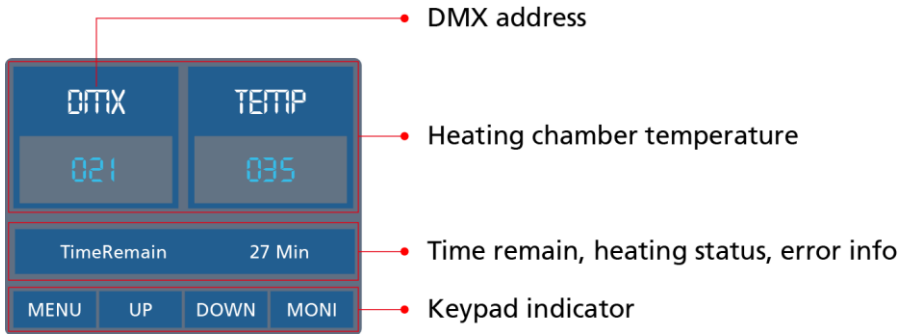 DMX address
DMX TEMP
Heating chamber temperature
021 035
TimeRemain 27 Min
Time remain, heating status, error info
MENU UP DOWN MONI
Keypad indicator